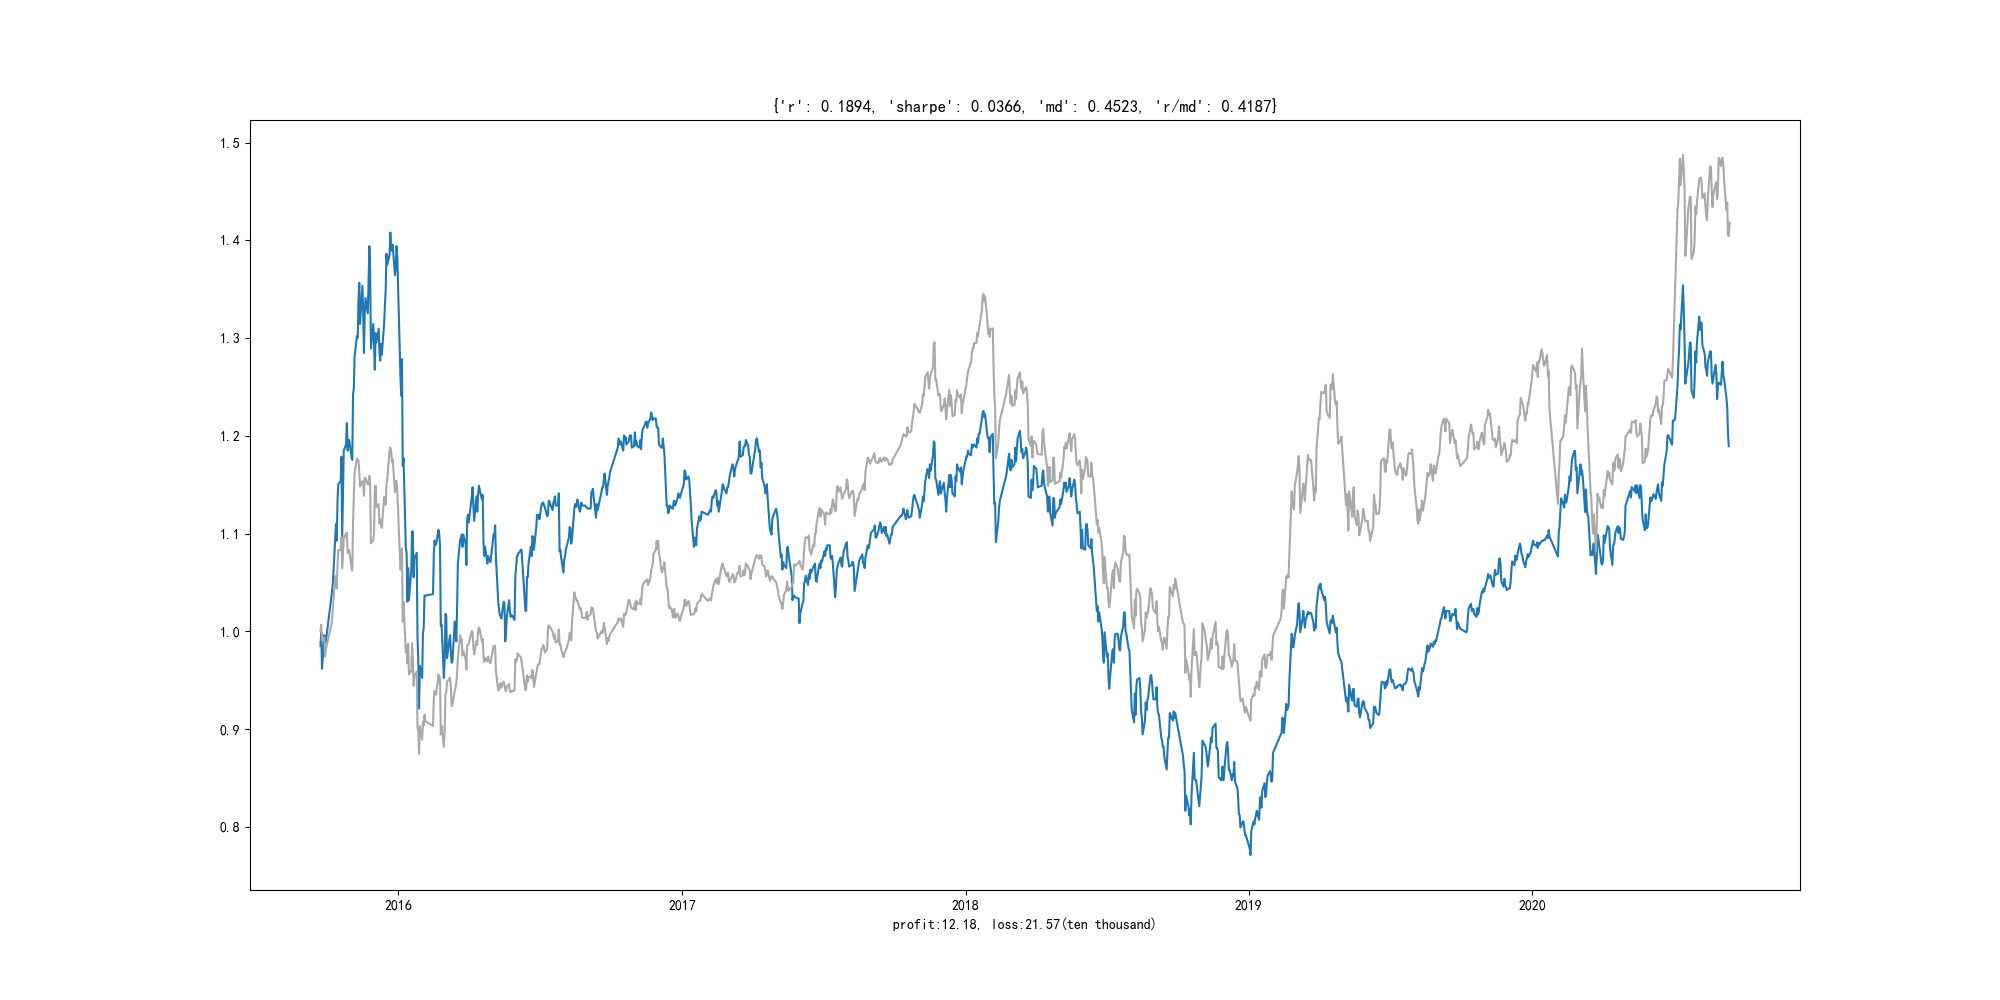 {'r': 0.1894, 'sharpe': 0.0366, 'md': 0.4523, 'r/md': 0.4187}
1.5
1.4
1.3
1.2
1.1
1.0
0.9
0.8
2016 2017 2018 2019 2020
profit:12.18, loss:21.57(ten thousand)